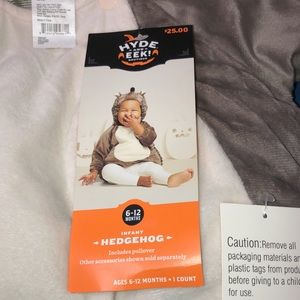 HYDE
AND
EEK!
BOUTIQUE
$25.00
6-12
MONTHS
INFANT
HEDGEHOG
Includes pullover
Other accessories shown sold separately
AGES 6-12 MONTHS • 1 COUNT
Caution: Remove all
packaging materials an
plastic tags from produ
before giving to a child
for use.